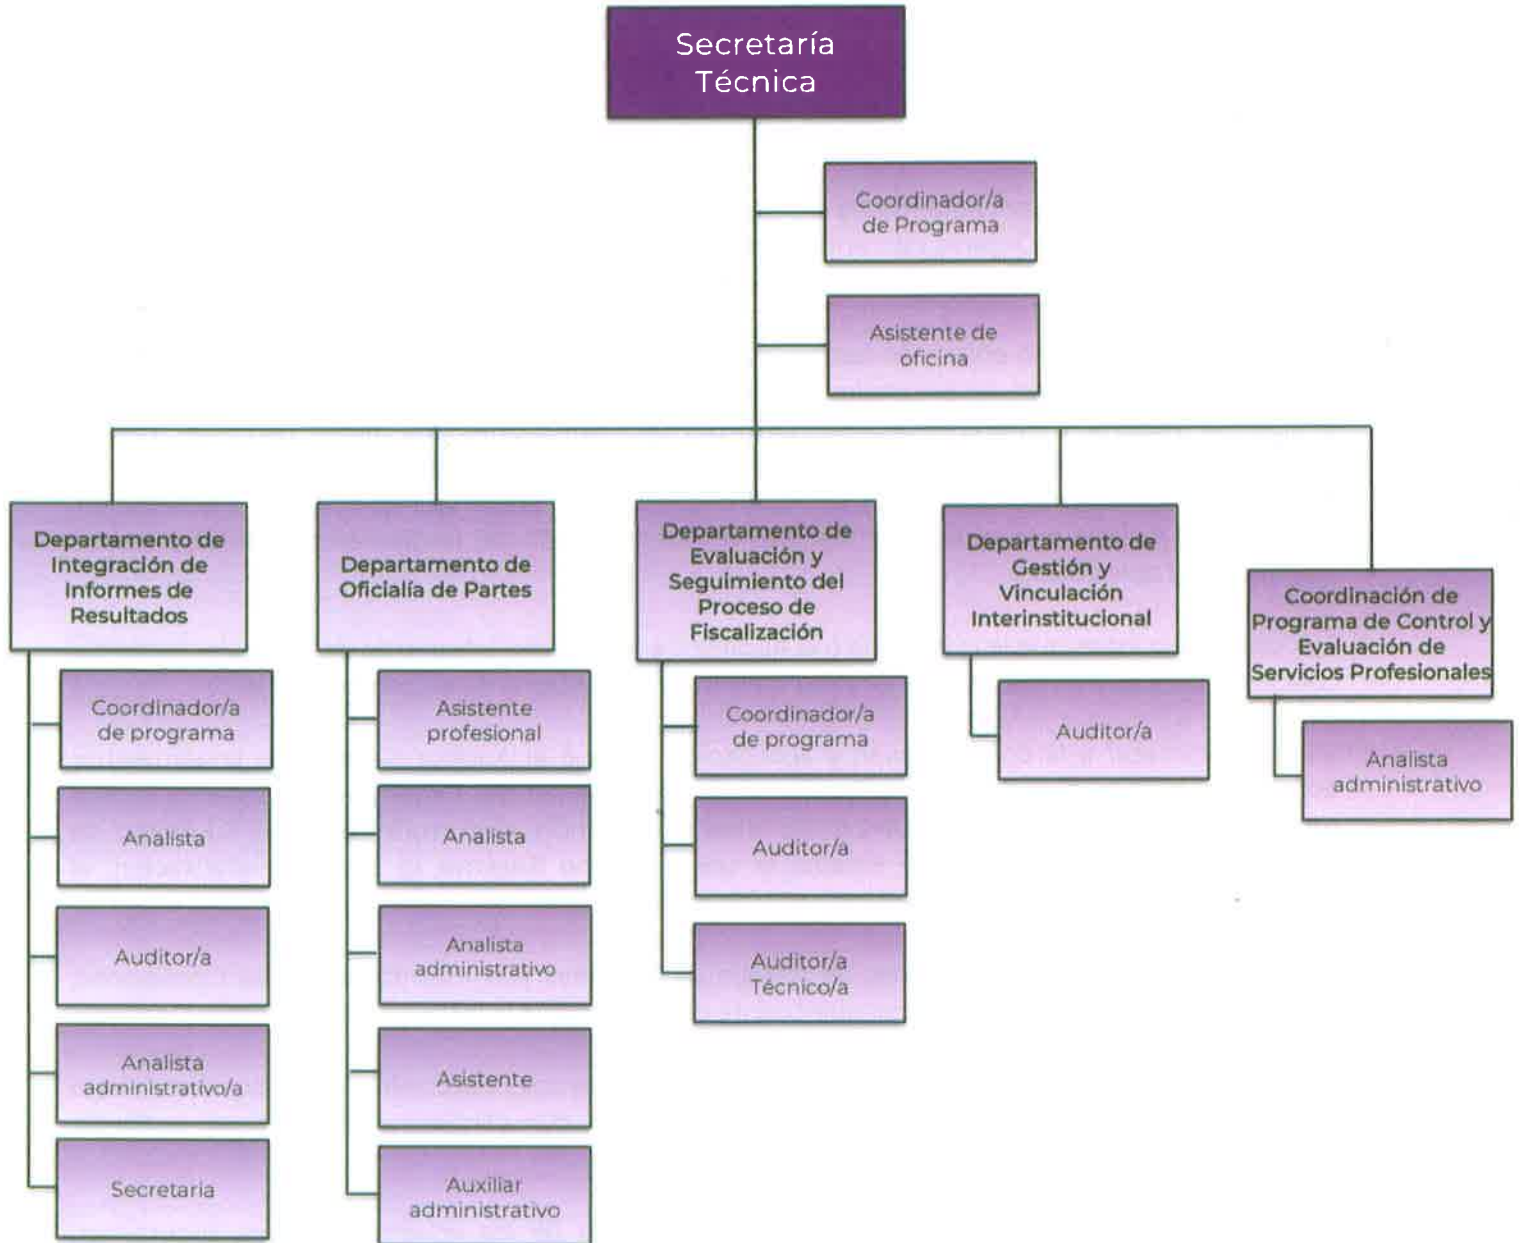 Secretaría
Técnica
Coordinador/a
de Programa
Asistente de
oficina
Departamento de
Integración de
Informes de
Resultados
Departamento de
Oficialía de Partes
Departamento de
Evaluación y
Seguimiento del
Proceso de
Fiscalización
Departamento de
Gestión y
Vinculación
Interinstitucional
Coordinación de
Programa de Control y
Evaluación de
Servicios Profesionales
Coordinador/a
de programa
Analista
Auditor/a
Analista
administrativo/a
Secretaria
Asistente
profesional
Analista
Analista
administrativo
Asistente
Auxiliar
administrativo
Coordinador/a
de programa
Auditor/a
Auditor/a
Técnico/a
Auditor/a
Analista
administrativo